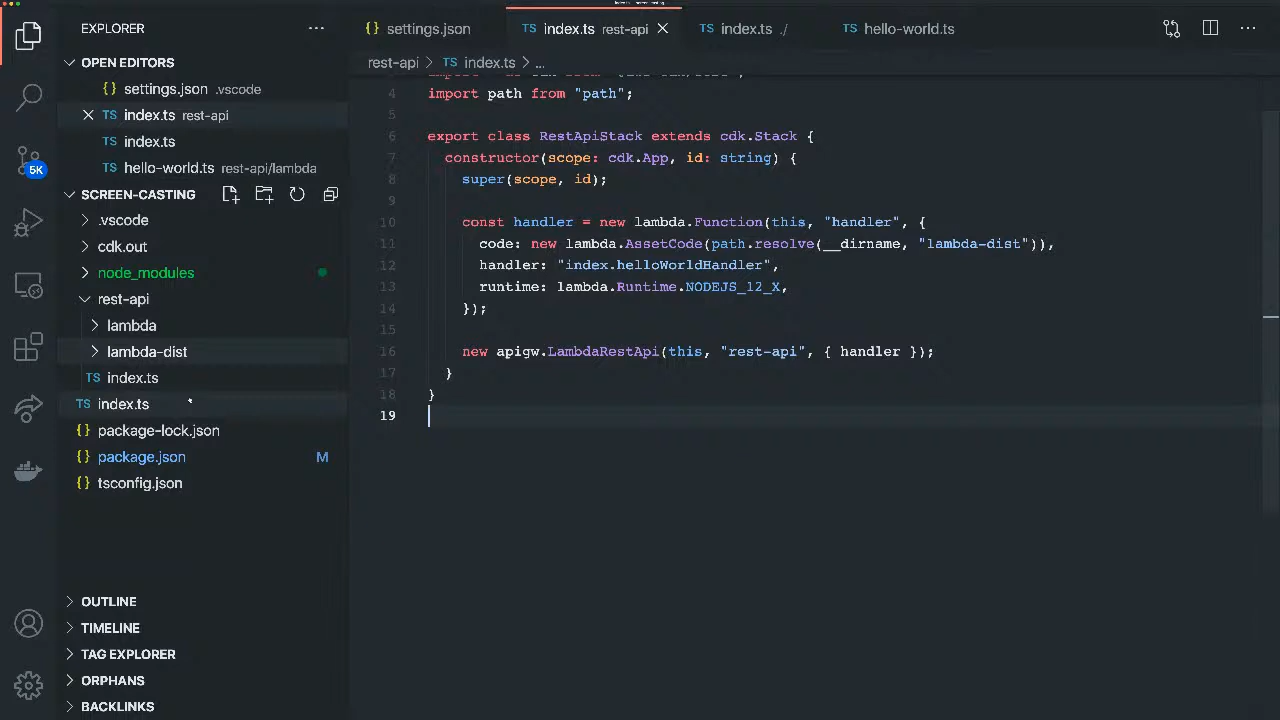 EXPLORER
OPEN EDITORS
settings.json .vscode
TS index.ts rest-api
TS index.ts
TS hello-world.ts rest-api/lambda
5K
SCREEN-CASTING
.vscode
cdk.out
node_modules
rest-api
lambda
lambda-dist
TS index.ts
TS index.ts
{} package-lock.json
{} package.json M
{} tsconfig.json
OUTLINE
TIMELINE
TAG EXPLORER
ORPHANS
BACKLINKS
{} settings.json
TS index.ts rest-api
TS index.ts ./
TS hello-world.ts
rest-api > TS index.ts > ...
4 import path from "path";
5
6 export class RestApiStack extends cdk.Stack {
7 constructor(scope: cdk.App, id: string) {
8 super(scope, id);
9
10 const handler = new lambda.Function(this, "handler", {
11 code: new lambda.AssetCode(path.resolve(__dirname, "lambda-dist")),
12 handler: "index.helloWorldHandler",
13 runtime: lambda.Runtime.NODEJS_12_X,
14 });
15
16 new apigw.LambdaRestApi(this, "rest-api", { handler });
17 }
18 }
19